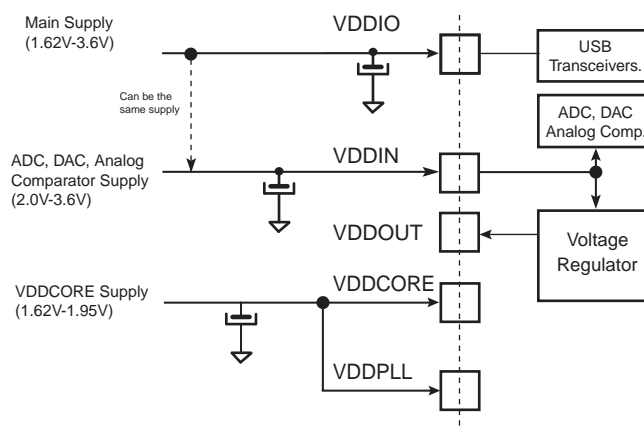 Main Supply
(1.62V-3.6V)
VDDIO
USB
Transceivers.
Can be the
same supply
ADC, DAC
Analog Comp.
ADC, DAC, Analog
Comparator Supply
(2.0V-3.6V)
VDDIN
VDDOUT
Voltage
Regulator
VDDCORE Supply
(1.62V-1.95V)
VDDCORE
VDDPLL